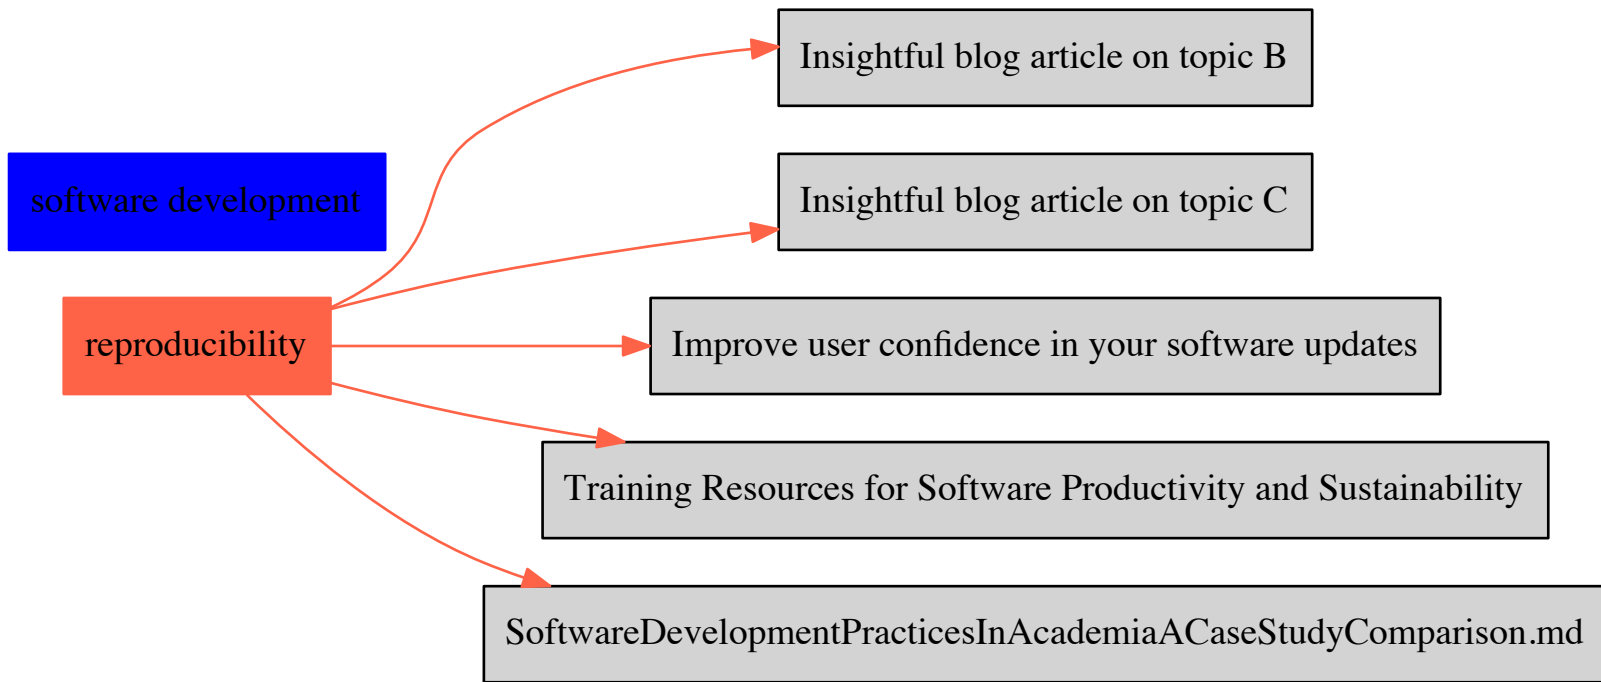 Insightful blog article on topic B
software development
Insightful blog article on topic C
reproducibility
Improve user confidence in your software updates
Training Resources for Software Productivity and Sustainability
SoftwareDevelopmentPracticesInAcademiaACaseStudyComparison.md